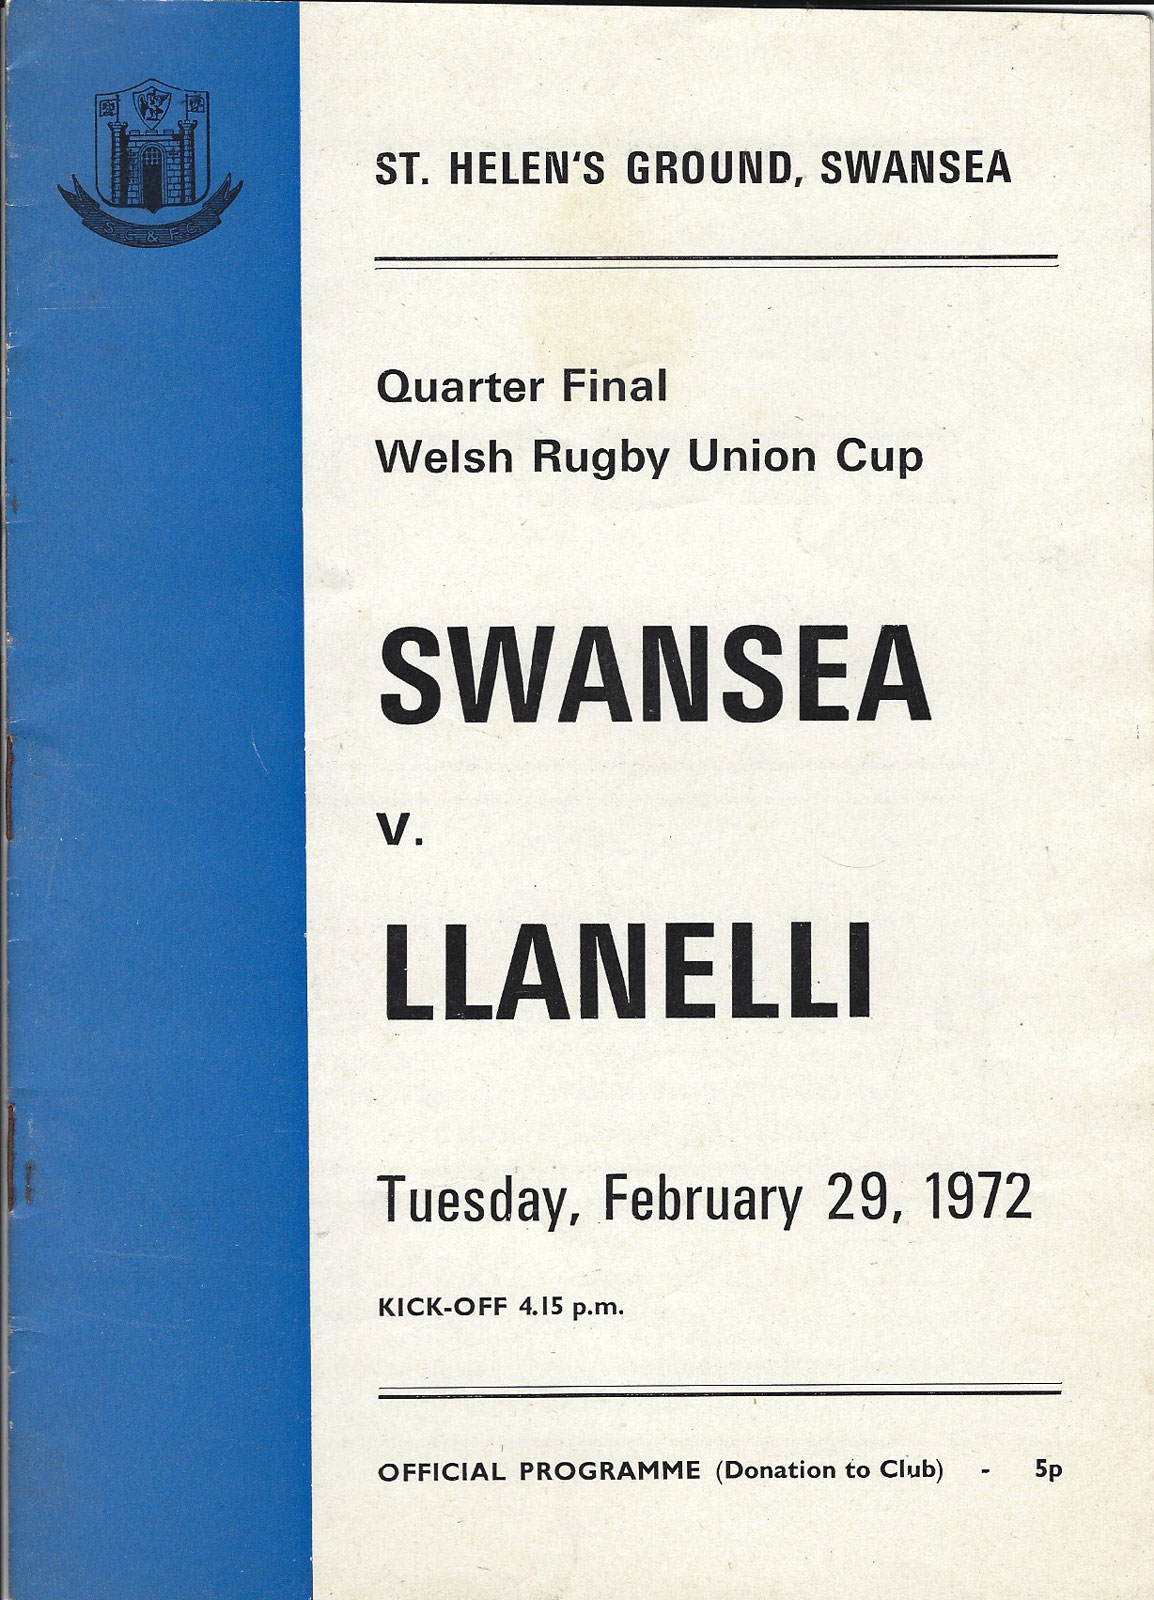 S C & F C
ST. HELEN'S GROUND, SWANSEA
Quarter Final
Welsh Rugby Union Cup
SWANSEA
v.
LLANELLI
Tuesday, February 29, 1972
KICK-OFF 4.15 p.m.
OFFICIAL PROGRAMME (Donation to Club) - 5p